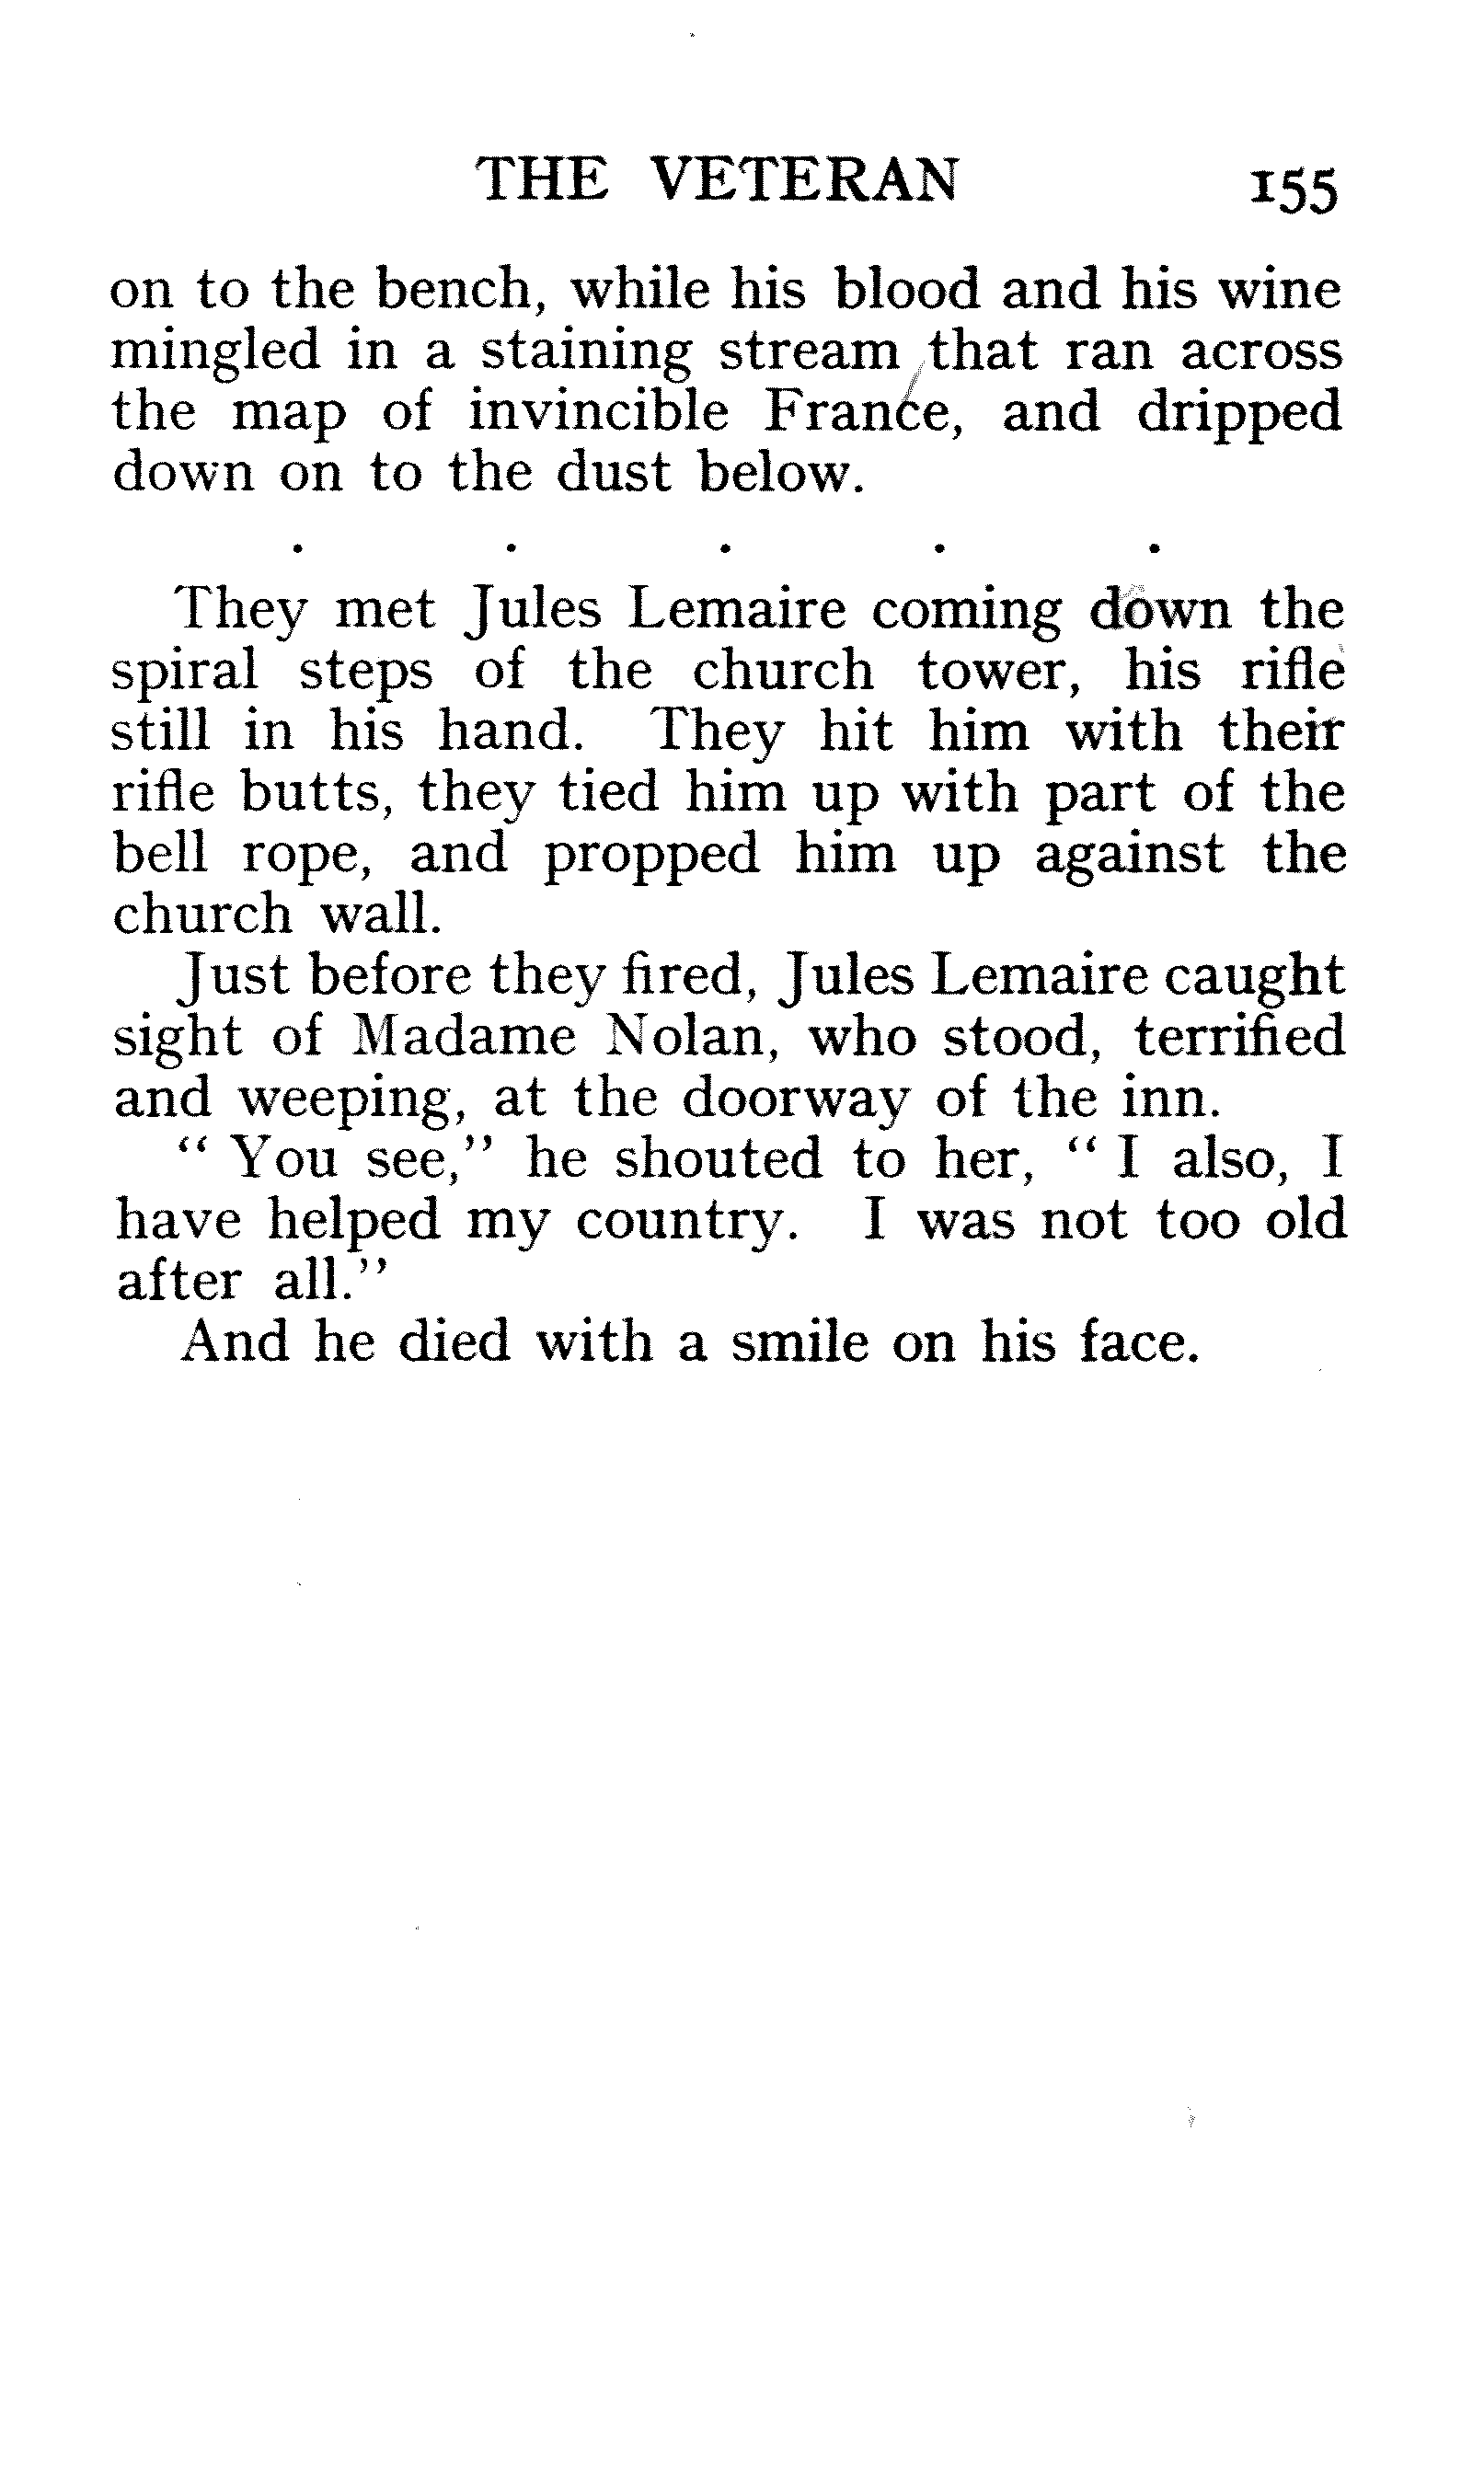 THE VETERAN 155
on to the bench, while his blood and his wine
mingled in a staining stream that ran across
the map of invincible France, and dripped
down on to the dust below.
. . . . .
They met Jules Lemaire coming down the
spiral steps of the church tower, his rifle
still in his hand. They hit him with their
rifle butts, they tied him up with part of the
bell rope, and propped him up against the
church wall.
Just before they fired, Jules Lemaire caught
sight of Madame Nolan, who stood, terrified
and weeping, at the doorway of the inn.
“ You see,” he shouted to her, “ I also, I
have helped my country. I was not too old
after all.”
And he died with a smile on his face.